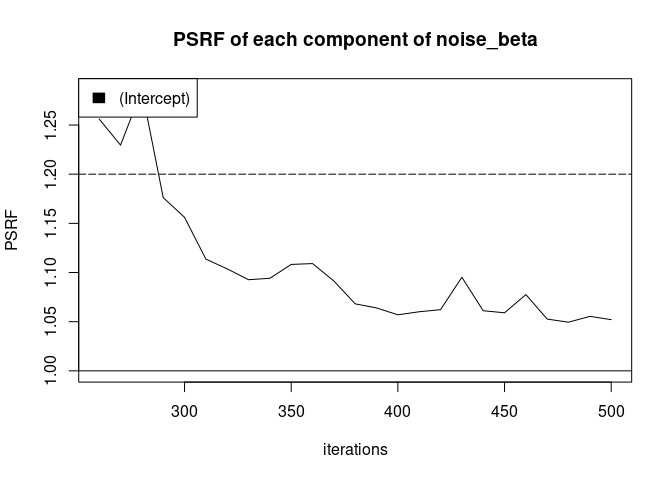 PSRF of each component of noise_beta
(Intercept)
PSRF
1.25
1.20
1.15
1.10
1.05
1.00
300 350 400 450 500
iterations